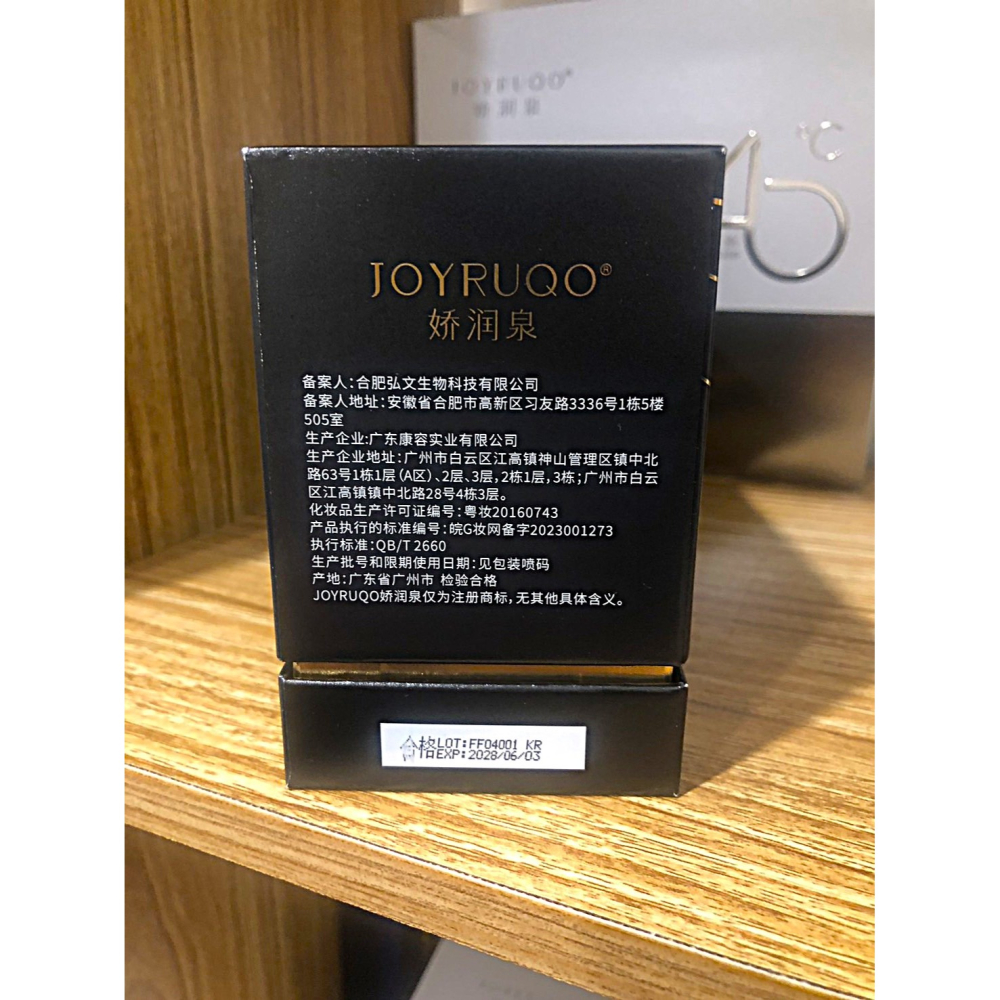 JOYRUQO®
娇润泉
℃
JOYRUQO®
娇润泉
备案人:合肥弘文生物科技有限公司
备案人地址:安徽省合肥市高新区习友路3336号1栋5楼
505室
生产企业:广东康容实业有限公司
生产企业地址:广州市白云区江高镇神山管理区镇中北
路63号1栋1层(A区)、2层、3层,2栋1层,3栋;广州市白云
区江高镇镇中北路28号4栋3层。
化妆品生产许可证编号:粤妆20160743
产品执行的标准编号:皖G妆网备字2023001273
执行标准:QB/T 2660
生产批号和限期使用日期:见包装喷码
产地:广东省广州市 检验合格
JOYRUQO娇润泉仅为注册商标,无其他具体含义。
合格LOT:FF04001 KR
EXP:2028/06/03